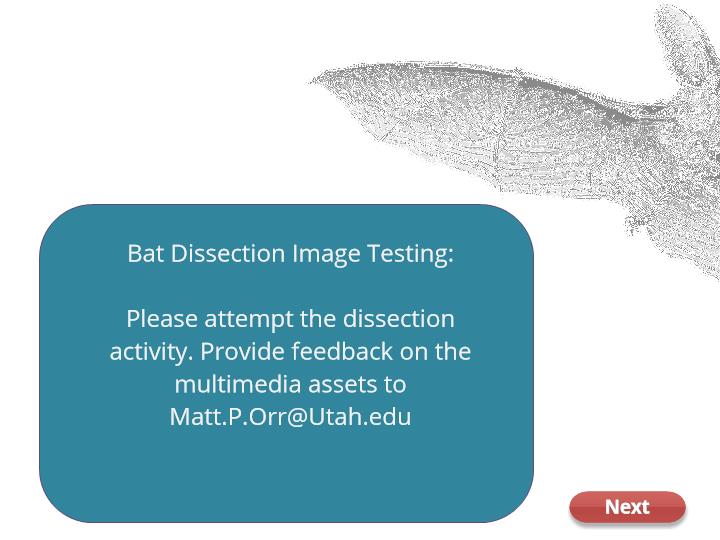 Bat Dissection Image Testing:
Please attempt the dissection
activity. Provide feedback on the
multimedia assets to
Matt.P.Orr@Utah.edu
Next